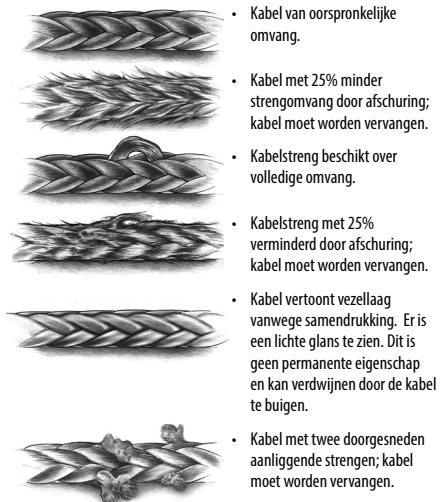 • Kabel van oorspronkelijke
omvang.
• Kabel met 25% minder
strengomvang door afschuring;
kabel moet worden vervangen.
• Kabelstreng beschikt over
volledige omvang.
• Kabelstreng met 25%
verminderd door afschuring;
kabel moet worden vervangen.
• Kabel vertoont vezellaag
vanwege samendrukking. Er is
een lichte glans te zien. Dit is
geen permanente eigenschap
en kan verdwijnen door de kabel
te buigen.
• Kabel met twee doorgesneden
aanliggende strengen; kabel
moet worden vervangen.